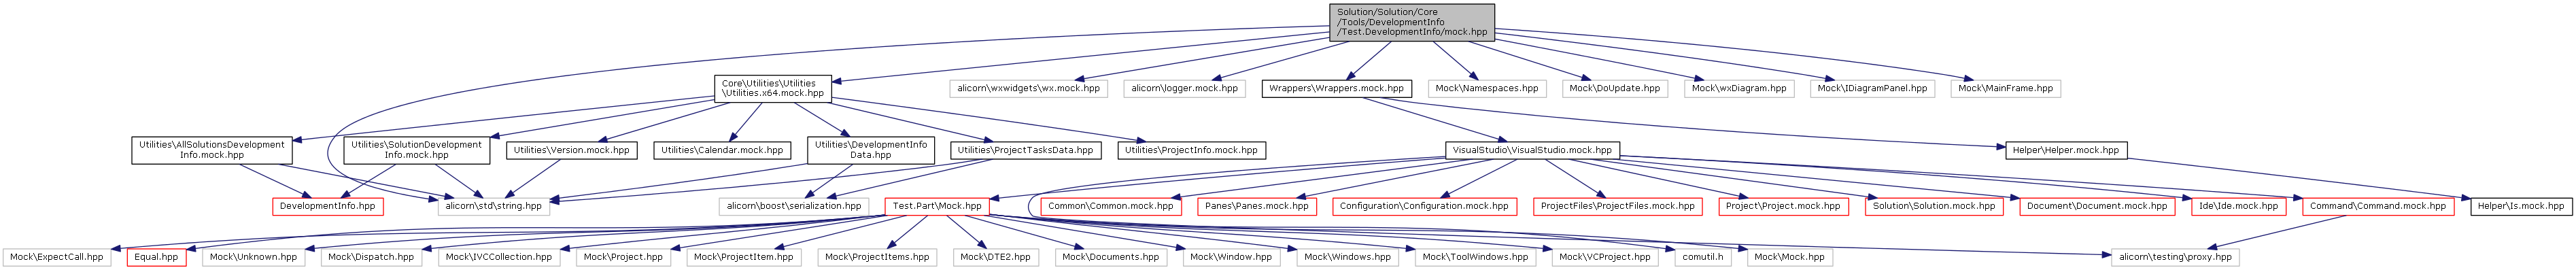 Solution/Solution/Core
/Tools/DevelopmentInfo
/Test.DevelopmentInfo/mock.hpp
Core\Utilities\Utilities
\Utilities.x64.mock.hpp
alicorn\wxwidgets\wx.mock.hpp
alicorn\logger.mock.hpp
Wrappers\Wrappers.mock.hpp
Mock\Namespaces.hpp
Mock\DoUpdate.hpp
Mock\wxDiagram.hpp
Mock\IDiagramPanel.hpp
Mock\MainFrame.hpp
Utilities\AllSolutionsDevelopment
Info.mock.hpp
Utilities\SolutionDevelopment
Info.mock.hpp
Utilities\Version.mock.hpp
Utilities\Calendar.mock.hpp
Utilities\DevelopmentInfo
Data.hpp
Utilities\ProjectTasksData.hpp
Utilities\ProjectInfo.mock.hpp
VisualStudio\VisualStudio.mock.hpp
Helper\Helper.mock.hpp
DevelopmentInfo.hpp
alicorn\std\string.hpp
alicorn\boost\serialization.hpp
Test.Part\Mock.hpp
Common\Common.mock.hpp
Panes\Panes.mock.hpp
Configuration\Configuration.mock.hpp
ProjectFiles\ProjectFiles.mock.hpp
Project\Project.mock.hpp
Solution\Solution.mock.hpp
Document\Document.mock.hpp
Ide\Ide.mock.hpp
Command\Command.mock.hpp
Helper\Is.mock.hpp
Mock\ExpectCall.hpp
Equal.hpp
Mock\Unknown.hpp
Mock\Dispatch.hpp
Mock\IVCCollection.hpp
Mock\Project.hpp
Mock\ProjectItem.hpp
Mock\ProjectItems.hpp
Mock\DTE2.hpp
Mock\Documents.hpp
Mock\Window.hpp
Mock\Windows.hpp
Mock\ToolWindows.hpp
Mock\VCProject.hpp
comutil.h
Mock\Mock.hpp
alicorn\testing\proxy.hpp